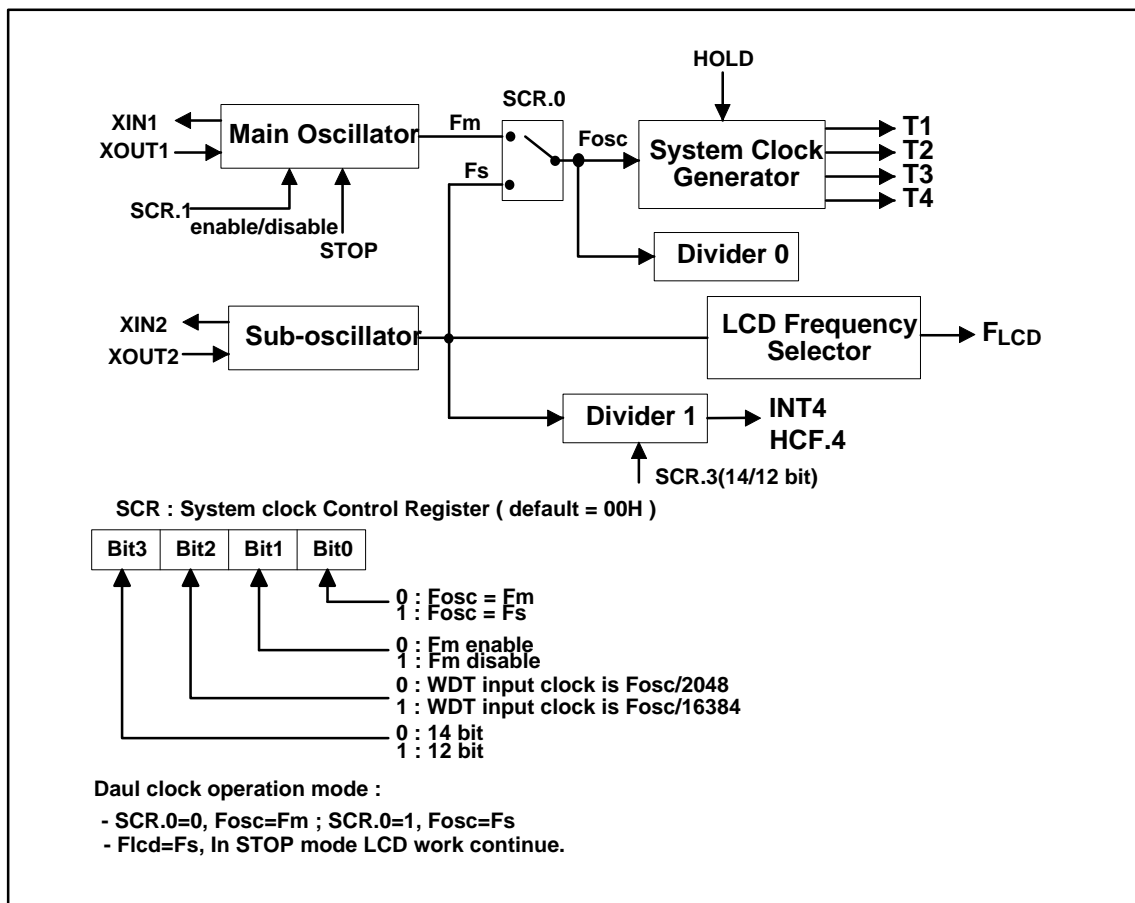 HOLD
SCR.0
XIN1
Main Oscillator
Fm
Fosc
System Clock
Generator
T1
T2
T3
T4
XOUT1
Fs
SCR.1
enable/disable
STOP
Divider 0
XIN2
Sub-oscillator
XOUT2
LCD Frequency
Selector
FLCD
Divider 1
INT4
HCF.4
SCR.3(14/12 bit)
SCR : System clock Control Register ( default = 00H )
Bit3 Bit2 Bit1 Bit0
0 : Fosc = Fm
1 : Fosc = Fs
0 : Fm enable
1 : Fm disable
0 : WDT input clock is Fosc/2048
1 : WDT input clock is Fosc/16384
0 : 14 bit
1 : 12 bit
Daul clock operation mode :
- SCR.0=0, Fosc=Fm ; SCR.0=1, Fosc=Fs
- Flcd=Fs, In STOP mode LCD work continue.